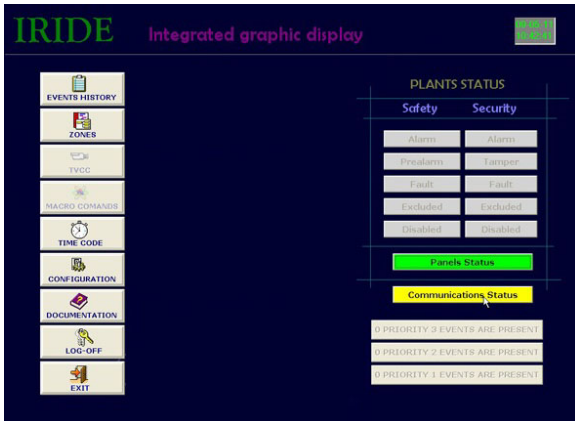 IRIDE
Integrated graphic display
EVENTS HISTORY
ZONES
TVCC
MACRO COMANDS
TIME CODE
CONFIGURATION
DOCUMENTATION
LOG-OFF
EXIT
PLANTS STATUS
Safety Security
Alarm Alarm
Prealarm Tamper
Fault Fault
Excluded Excluded
Disabled Disabled
Panels Status
Communications Status
0 PRIORITY 3 EVENTS ARE PRESENT
0 PRIORITY 2 EVENTS ARE PRESENT
0 PRIORITY 1 EVENTS ARE PRESENT